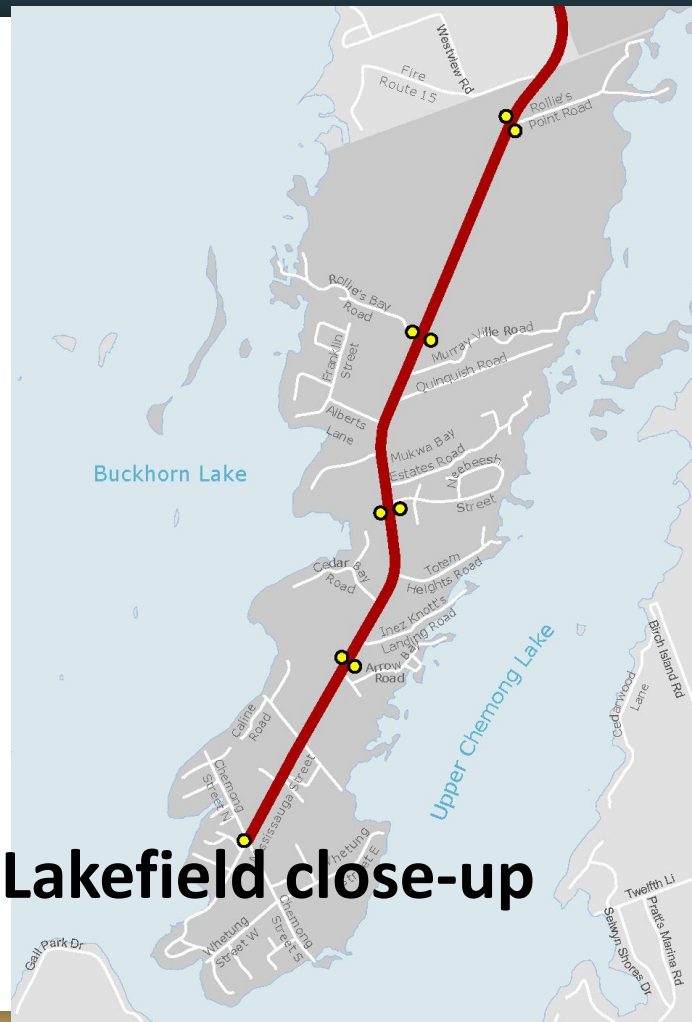 Westview Rd
Fire
Route 15
Rollie's
Point Road
Rollie's Bay
Road
Franklin
Street
Murray Ville Road
Quinquish Road
Alberts
Lane
Mukwa Bay
Estates Road
Neebeesh
Street
Buckhorn Lake
Cedar Bay
Road
Totem
Heights Road
Inez Knott's
Landing Road
Arrow Bay
Road
Birch Island Rd
Cedarwood
Lane
Upper Chemong Lake
Caline
Road
Chemong
Street N
Mississauga Street
Lakefield close-up
Whetung
Street E
Chemong
Street S
Whetung
Street W
Gall Park Dr
Twelfth Li
Selwyn Shores Dr
Pratt's Marina Rd